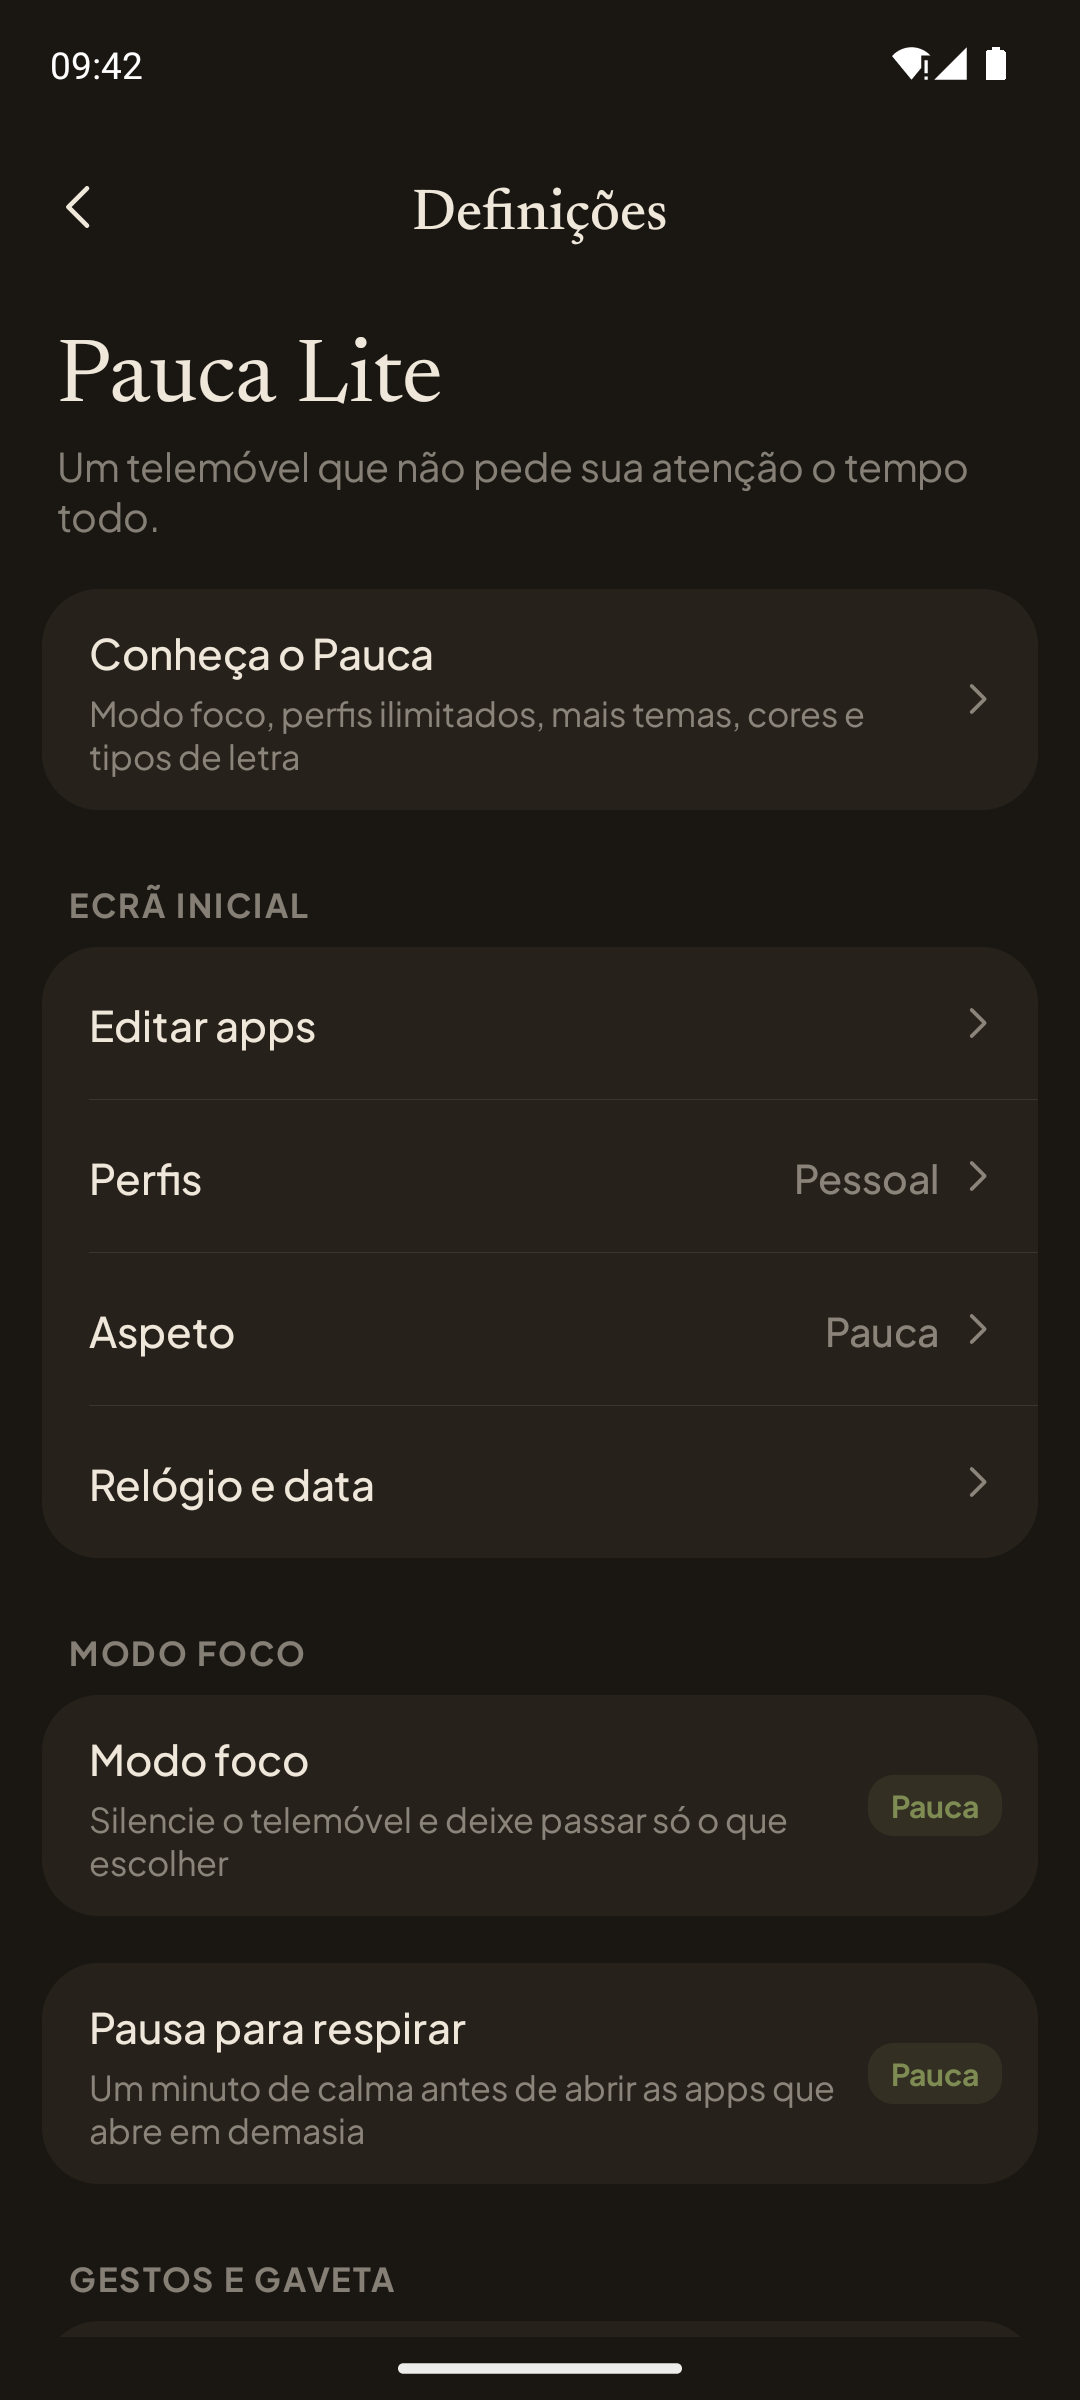 09:42
Definições
Pauca Lite
Um telemóvel que não pede sua atenção o tempo
todo.
Conheça o Pauca
Modo foco, perfis ilimitados, mais temas, cores e
tipos de letra
ECRÃ INICIAL
Editar apps
Perfis Pessoal
Aspeto Pauca
Relógio e data
MODO FOCO
Modo foco
Silencie o telemóvel e deixe passar só o que
escolher
Pauca
Pausa para respirar
Um minuto de calma antes de abrir as apps que
abre em demasia
Pauca
GESTOS E GAVETA